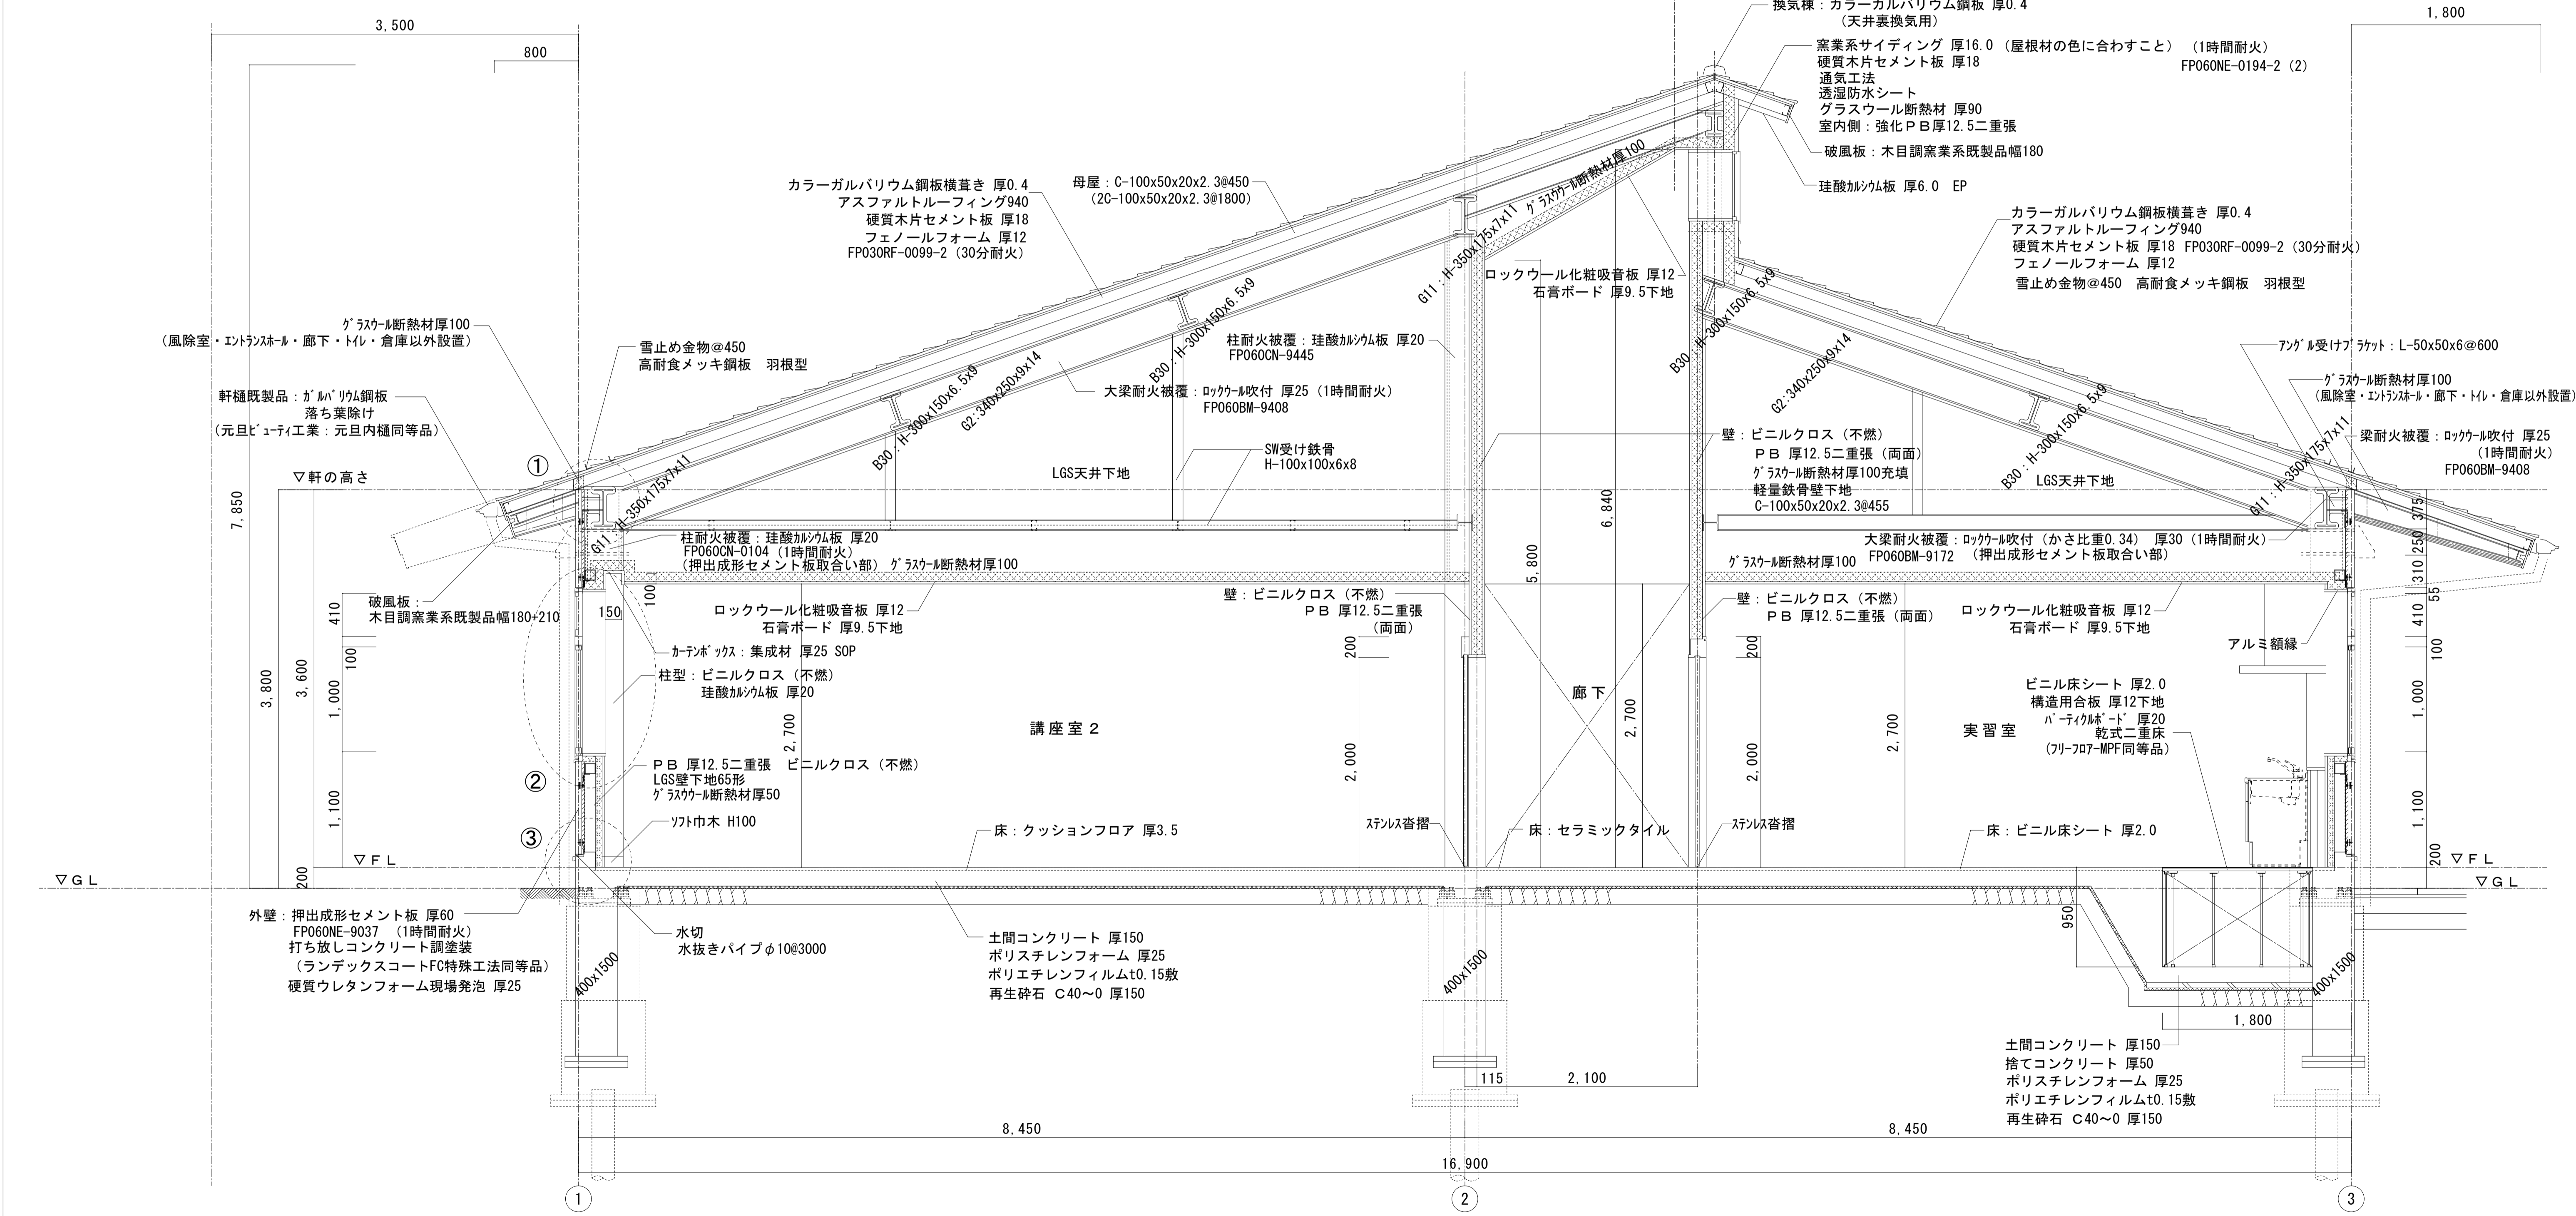 3,500
800
1,800
換気棟：カラーガルバリウム鋼板 厚0.4
（天井裏換気用）
窯業系サイディング 厚16.0（屋根材の色に合わすこと）（1時間耐火）
FP060NE-0194-2（2）
硬質木片セメント板 厚18
通気工法
透湿防水シート
グラスウール断熱材 厚90
室内側：強化ＰＢ厚12.5二重張
破風板：木目調窯業系既製品幅180
珪酸ｶﾙｼｳﾑ板 厚6.0 EP
カラーガルバリウム鋼板横葺き 厚0.4
アスファルトルーフィング940
硬質木片セメント板 厚18
フェノールフォーム 厚12
FP030RF-0099-2（30分耐火）
母屋：C-100x50x20x2.3@450
（2C-100x50x20x2.3@1800）
ｸﾞﾗｽｳｳｰﾙ断熱材厚100
カラーガルバリウム鋼板横葺き 厚0.4
アスファルトルーフィング940
硬質木片セメント板 厚18 FP030RF-0099-2（30分耐火）
フェノールフォーム 厚12
雪止め金物@450 高耐食メッキ鋼板 羽根型
ロックウール化粧吸音板 厚12
石膏ボード 厚9.5下地
ｸﾞﾗｽｳｰﾙ断熱材厚100
（風除室・ｴﾝﾄﾗﾝｽﾎｰﾙ・廊下・ﾄｲﾚ・倉庫以外設置）
雪止め金物@450
高耐食メッキ鋼板 羽根型
軒樋既製品：ｶﾞﾙﾊﾞﾘｳﾑ鋼板
落ち葉除け
（元旦ﾋﾞｭｰﾃｨ工業：元旦内樋同等品）
柱耐火被覆：珪酸ｶﾙｼｳﾑ板 厚20
FP060CN-9445
大梁耐火被覆：ﾛｯｸｳｰﾙ吹付 厚25（1時間耐火）
FP060BM-9408
ｱﾝｸﾞﾙ受けﾌﾞﾗｹｯﾄ：L-50x50x6@600
ｸﾞﾗｽｳｰﾙ断熱材厚100
（風除室・ｴﾝﾄﾗﾝｽﾎｰﾙ・廊下・ﾄｲﾚ・倉庫以外設置）
梁耐火被覆：ﾛｯｸｳｰﾙ吹付 厚25
（1時間耐火）
FP060BM-9408
G11：H-350x175x7x11
B30：H-300x150x6.5x9
G2:340x250x9x14
B30：H-300x150x6.5x9
G11：H-350x175x7x11
B30：H-300x150x6.5x9
G2:340x250x9x14
B30：H-300x150x6.5x9
G11：H-350x175x7x11
SW受け鉄骨
H-100x100x6x8
LGS天井下地
LGS天井下地
壁：ビニルクロス（不燃）
ＰＢ 厚12.5二重張（両面）
ｸﾞﾗｽｳｰﾙ断熱材厚100充填
軽量鉄骨壁下地
C-100x50x20x2.3@455
▽軒の高さ
①
②
③
7,850
3,800
3,600
410
100
1,000
1,100
200
柱耐火被覆：珪酸ｶﾙｼｳﾑ板 厚20
FP060CN-0104（1時間耐火）
（押出成形セメント板取合い部）
ｸﾞﾗｽｳｰﾙ断熱材厚100
大梁耐火被覆：ﾛｯｸｳｰﾙ吹付（かさ比重0.34） 厚30（1時間耐火）
FP060BM-9172 （押出成形セメント板取合い部）
ｸﾞﾗｽｳｰﾙ断熱材厚100
破風板：
木目調窯業系既製品幅180+210
150
100
ロックウール化粧吸音板 厚12
石膏ボード 厚9.5下地
壁：ビニルクロス（不燃）
ＰＢ 厚12.5二重張
（両面）
壁：ビニルクロス（不燃）
ＰＢ 厚12.5二重張（両面）
ロックウール化粧吸音板 厚12
石膏ボード 厚9.5下地
アルミ額縁
ｶｰﾃﾝﾎﾞｯｸｽ：集成材 厚25 SOP
柱型：ビニルクロス（不燃）
珪酸ｶﾙｼｳﾑ板 厚20
講座室２
廊下
実習室
2,700
200
2,000
5,800
6,840
2,700
200
2,000
2,700
375
250
310
55
410
100
1,000
1,100
200
ビニル床シート 厚2.0
構造用合板 厚12下地
ﾊﾟｰﾃｨｸﾙﾎﾞｰﾄﾞ 厚20
乾式二重床
（ﾌﾘｰﾌﾛｱｰMPF同等品）
ＰＢ 厚12.5二重張 ビニルクロス（不燃）
LGS壁下地65形
ｸﾞﾗｽｳｳｰﾙ断熱材厚50
ｿﾌﾄ巾木 H100
床：クッションフロア 厚3.5
ｽﾃﾝﾚｽ沓摺
床：セラミックタイル
ｽﾃﾝﾚｽ沓摺
床：ビニル床シート 厚2.0
▽ＦＬ
▽ＧＬ
▽ＦＬ
▽ＧＬ
外壁：押出成形セメント板 厚60
FP060NE-9037 （1時間耐火）
打ち放しコンクリート調塗装
（ランデックスコートFC特殊工法同等品）
硬質ウレタンフォーム現場発泡 厚25
水切
水抜きパイプφ10@3000
土間コンクリート 厚150
ポリスチレンフォーム 厚25
ポリエチレンフィルムt0.15敷
再生砕石 Ｃ40～0 厚150
400x1500
400x1500
400x1500
950
1,800
土間コンクリート 厚150
捨てコンクリート 厚50
ポリスチレンフォーム 厚25
ポリエチレンフィルムt0.15敷
再生砕石 Ｃ40～0 厚150
115
2,100
8,450
8,450
16,900
1
2
3